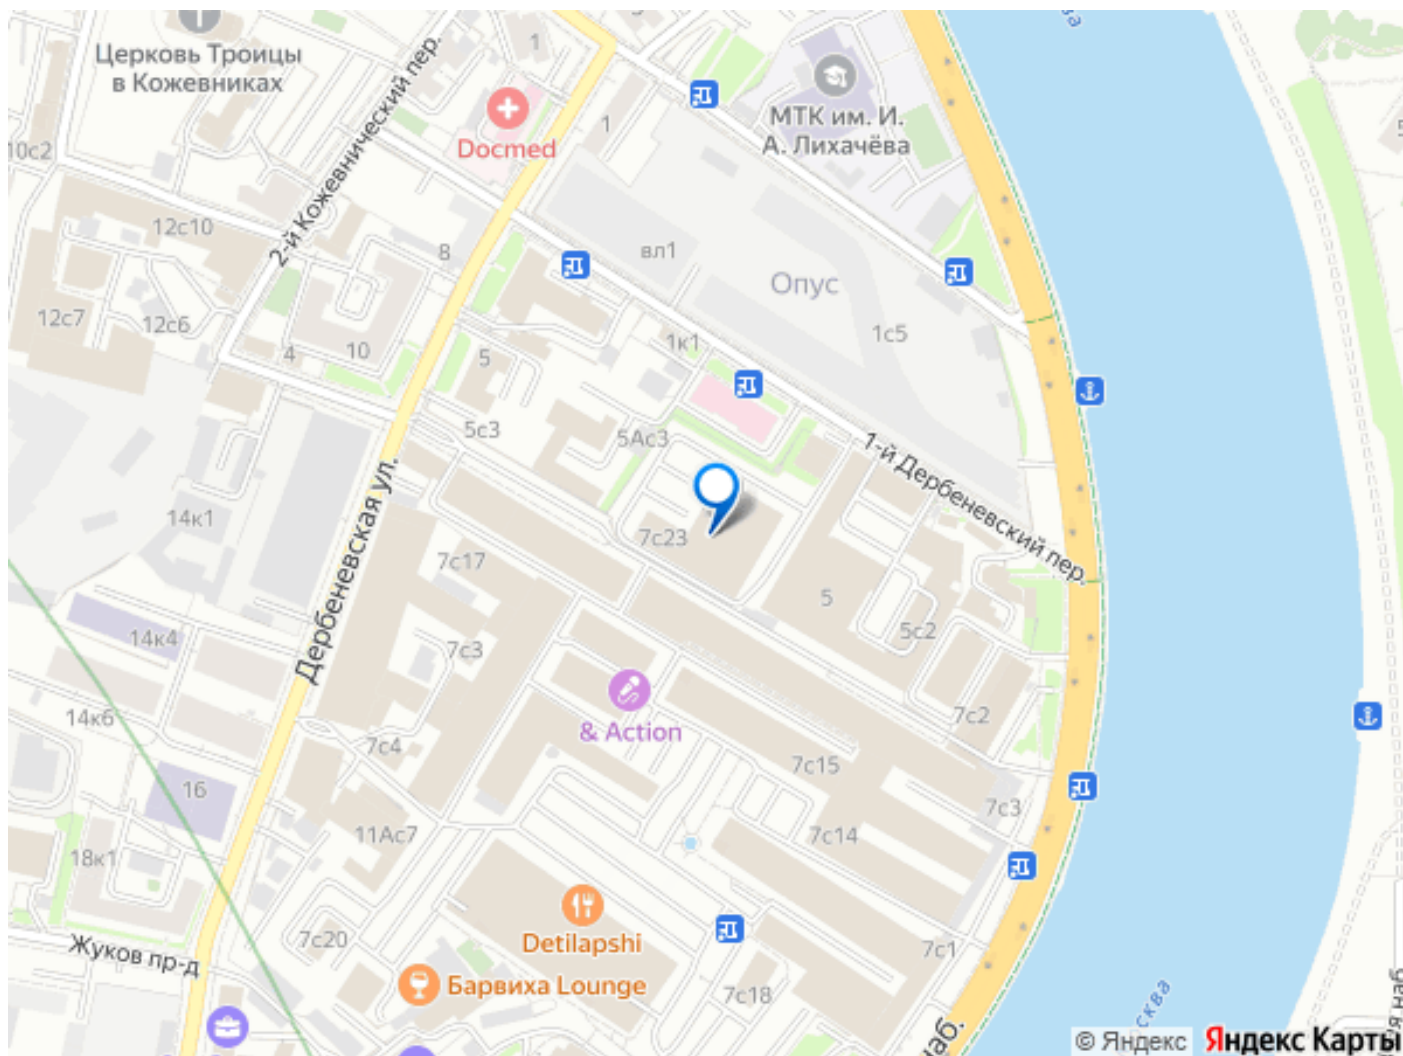 Церковь Троицы
в Кожевниках
2-й Кожевнический пер.
1
Docmed
1
МТК им. И.
А. Лихачёва
10с2
12с10
8
вл1
Опус
12с7
12с6
4
10
5
1к1
1с5
5с3
5Ас3
1-й Дербеневский пер.
Дербеневская ул.
14к1
7с23
7с17
5
5с2
14к4
7с3
14к6
& Action
7с2
7с4
7с15
16
7с3
11Ас7
7с14
18к1
Detilapshi
7с20
7с1
Жуков пр-д
Барвиха Lounge
7с18
наб.
© Яндекс
Яндекс Карты